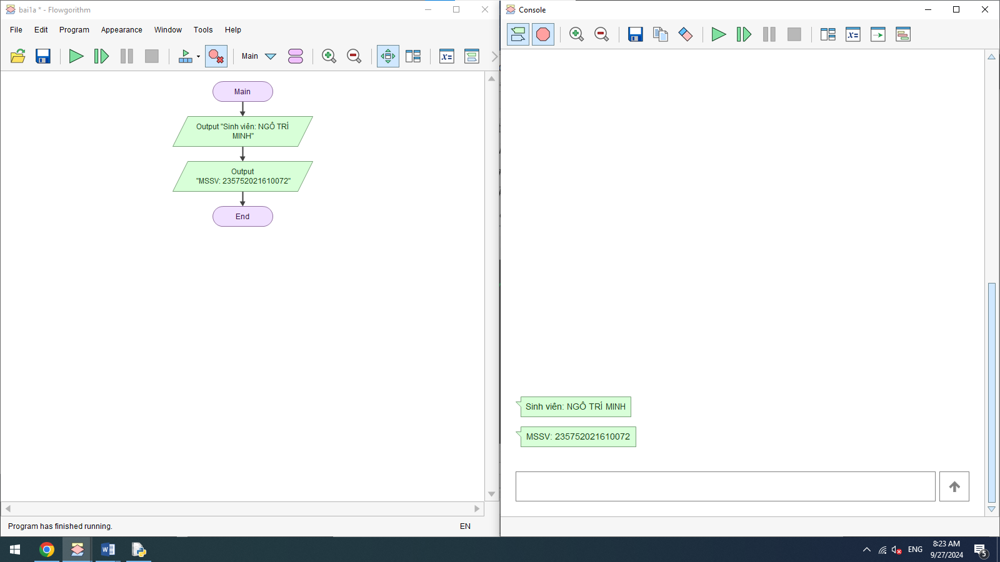 bai1a * - Flowgorithm
File Edit Program Appearance Window Tools Help
Main
Main
Output "Sinh viên: NGÔ TRÍ
MINH"
Output
"MSSV: 235752021610072"
End
Program has finished running.
EN
Console
x=
Sinh viên: NGÔ TRÍ MINH
MSSV: 235752021610072
x=
W
ENG
8:23 AM
9/27/2024
5